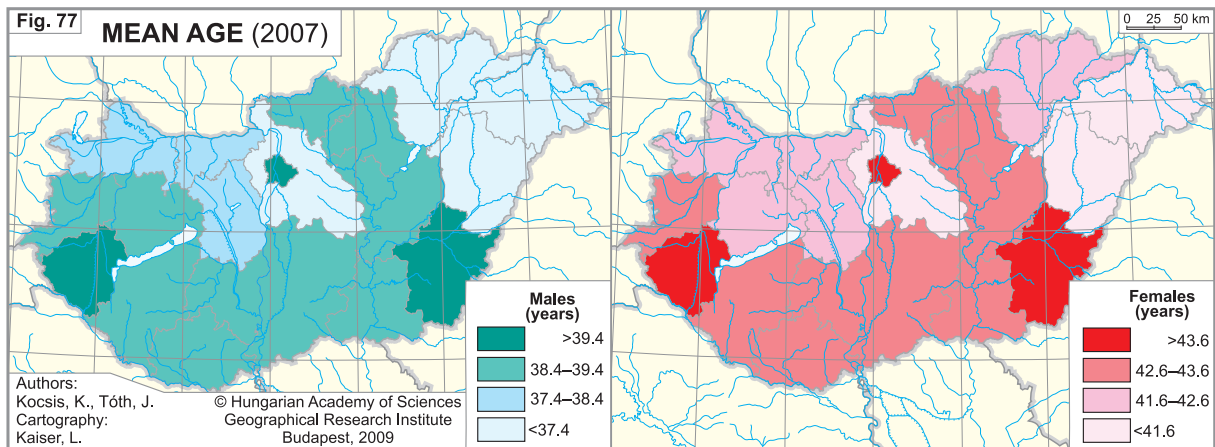 Fig. 77
MEAN AGE (2007)
0 25 50 km
Males
(years)
>39.4
38.4–39.4
37.4–38.4
<37.4
Authors:
Kocsis, K., Tóth, J.
Cartography:
Kaiser, L.
© Hungarian Academy of Sciences
Geographical Research Institute
Budapest, 2009
Females
(years)
>43.6
42.6–43.6
41.6–42.6
<41.6